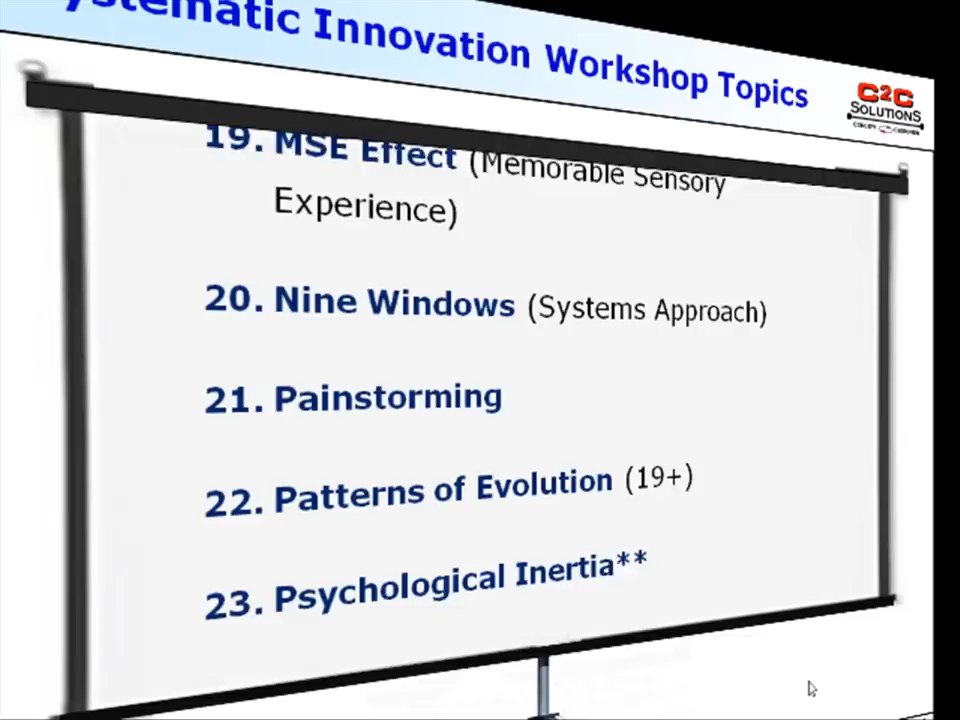 ystematic Innovation Workshop Topics
C2C
SOLUTIONS
19. MSE Effect (Memorable Sensory
Experience)
20. Nine Windows (Systems Approach)
21. Painstorming
22. Patterns of Evolution (19+)
23. Psychological Inertia**